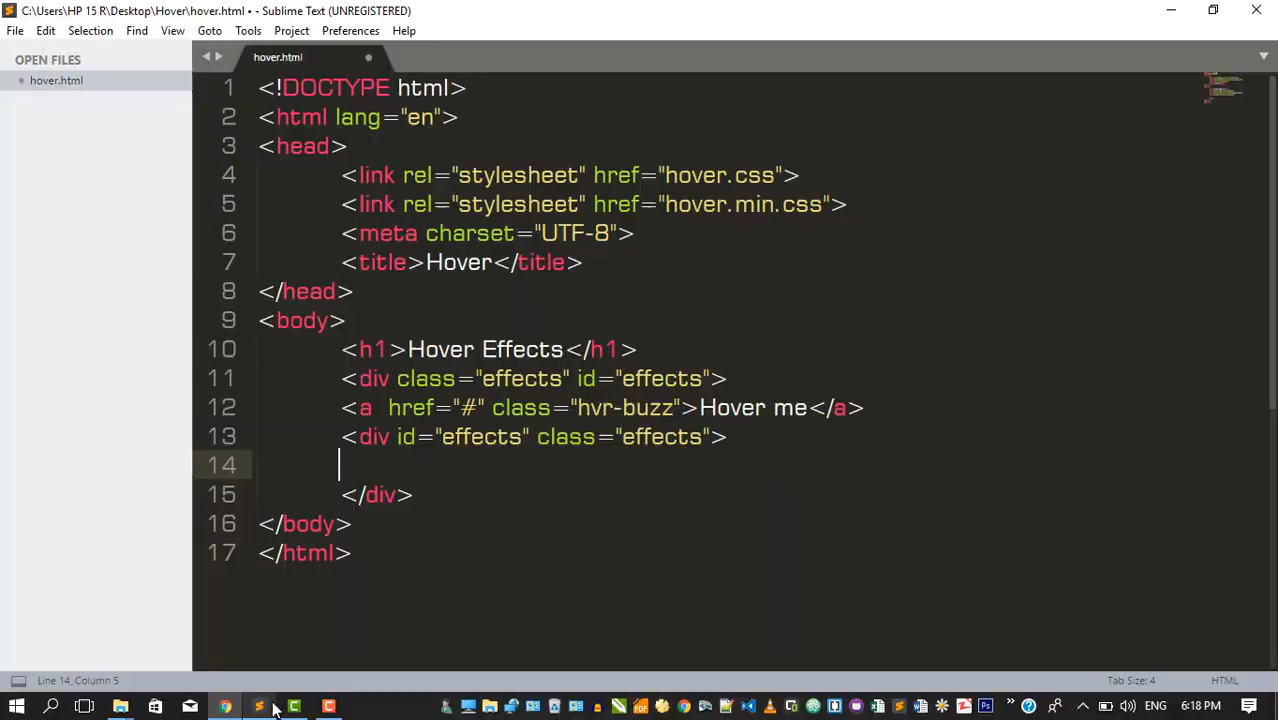 C:\Users\HP 15 R\Desktop\Hover\hover.html • - Sublime Text (UNREGISTERED)
File Edit Selection Find View Goto Tools Project Preferences Help
OPEN FILES
hover.html
hover.html
1 <!DOCTYPE html>
2 <html lang="en">
3 <head>
4 <link rel="stylesheet" href="hover.css">
5 <link rel="stylesheet" href="hover.min.css">
6 <meta charset="UTF-8">
7 <title>Hover</title>
8 </head>
9 <body>
10 <h1>Hover Effects</h1>
11 <div class="effects" id="effects">
12 <a  href="#" class="hvr-buzz">Hover me</a>
13 <div id="effects" class="effects">
14
15 </div>
16 </body>
17 </html>
Line 14, Column 5
Tab Size: 4
HTML
ENG
6:18 PM